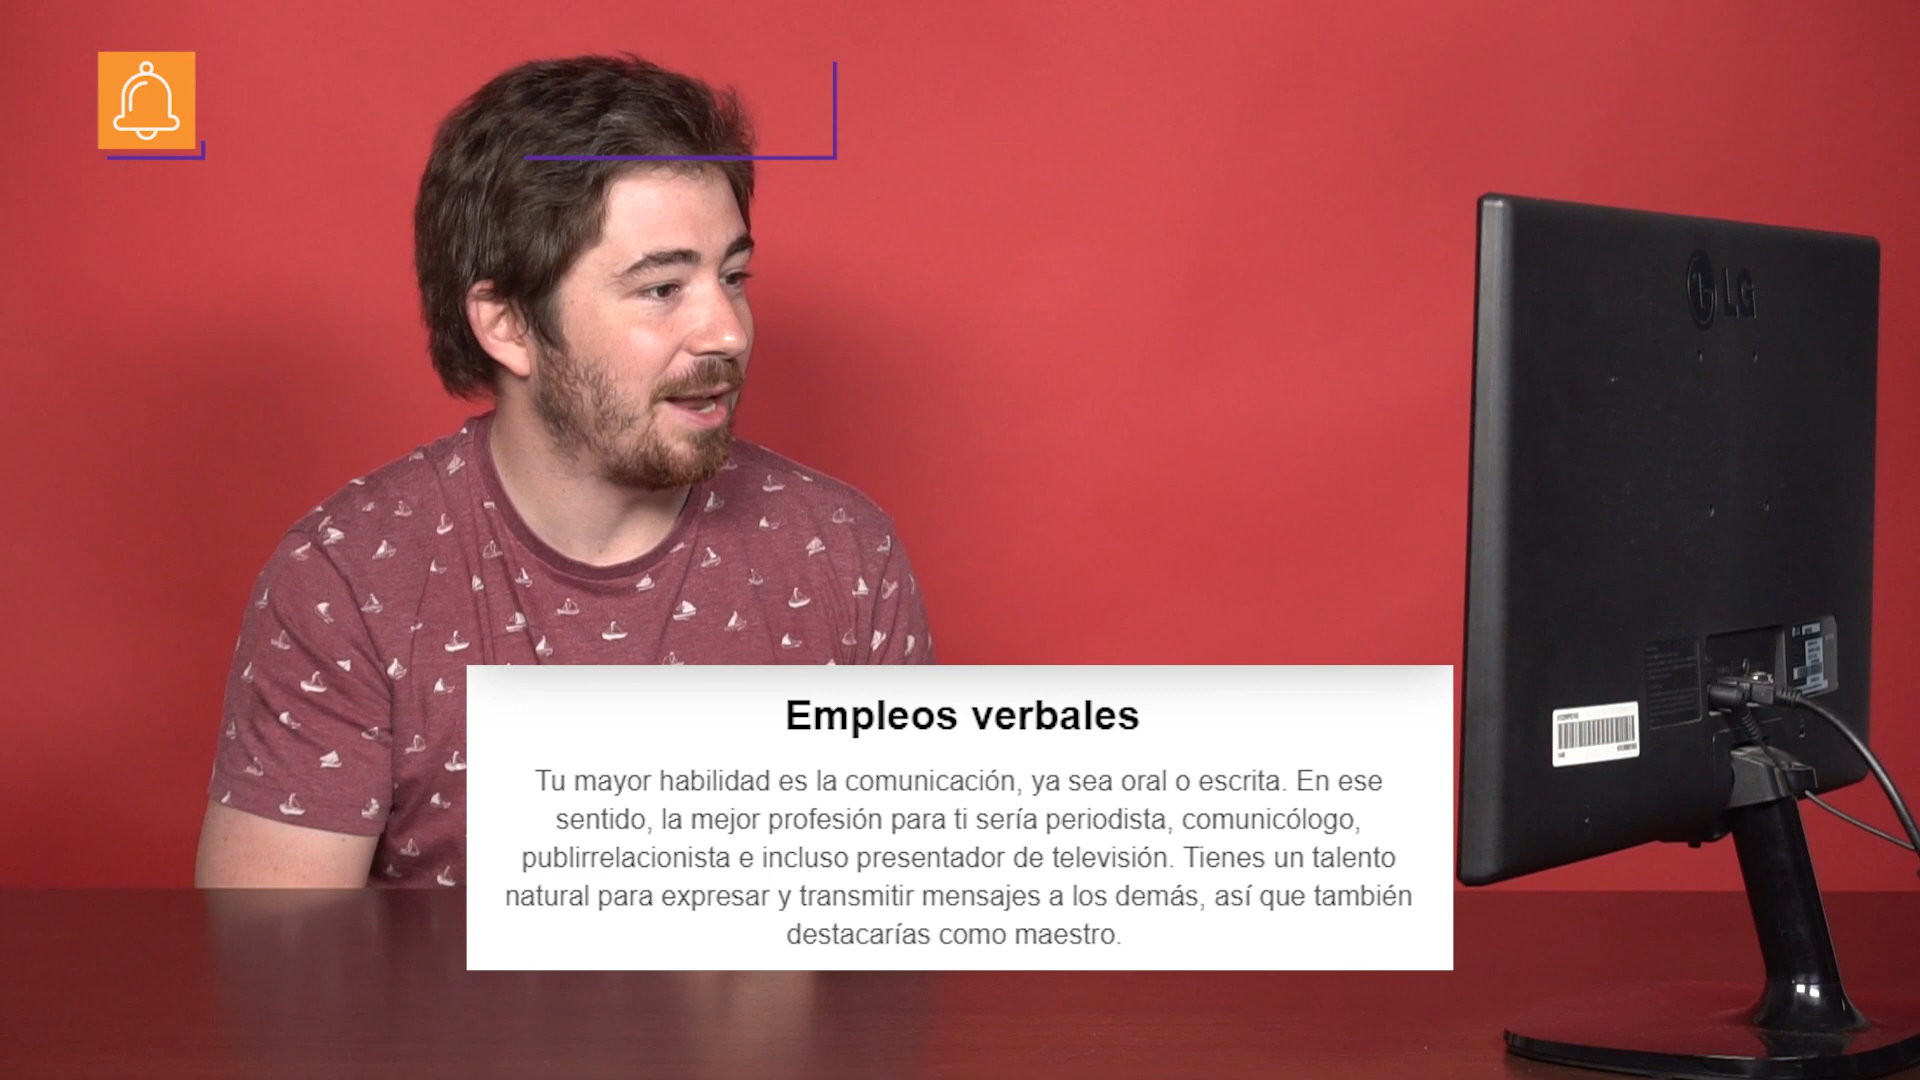 LG
Empleos verbales
Tu mayor habilidad es la comunicación, ya sea oral o escrita. En ese
sentido, la mejor profesión para ti sería periodista, comunicólogo,
publirrelacionista e incluso presentador de televisión. Tienes un talento
natural para expresar y transmitir mensajes a los demás, así que también
destacarías como maestro.